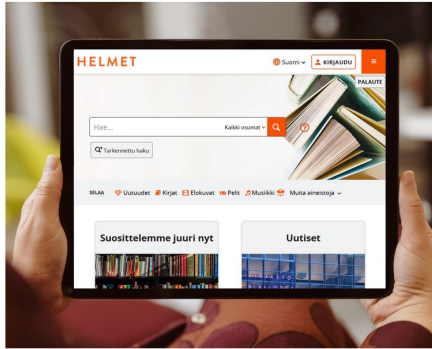 HELMET
Suomi
KIRJAUDU
PALAUTE
Hae...
Kaikki osumat
Tarkennettu haku
SELAA
Uutuudet
Kirjat
Elokuvat
Pelit
Musiikki
Muita aineistoja
Suosittelemme juuri nyt
Uutiset